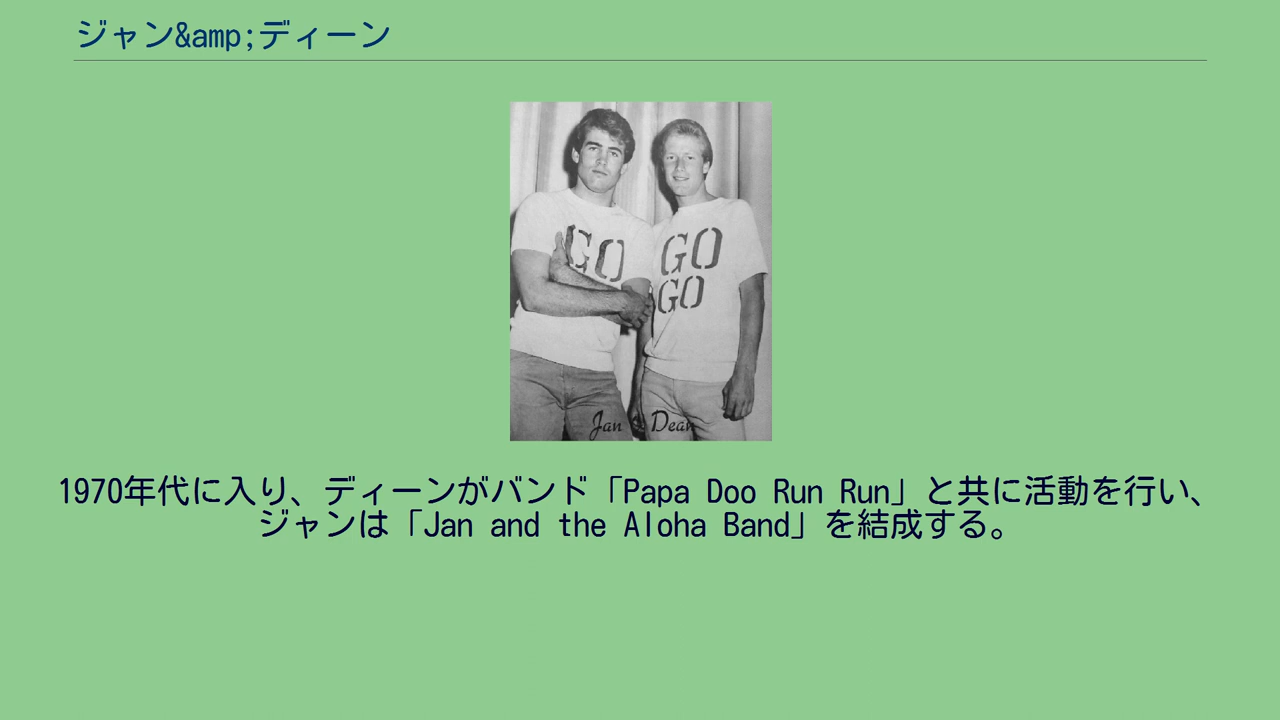 ジャン&amp;ディーン
GO GO
GO
Jan & Dean
1970年代に入り、ディーンがバンド「Papa Doo Run Run」と共に活動を行い、
ジャンは「Jan and the Aloha Band」を結成する。